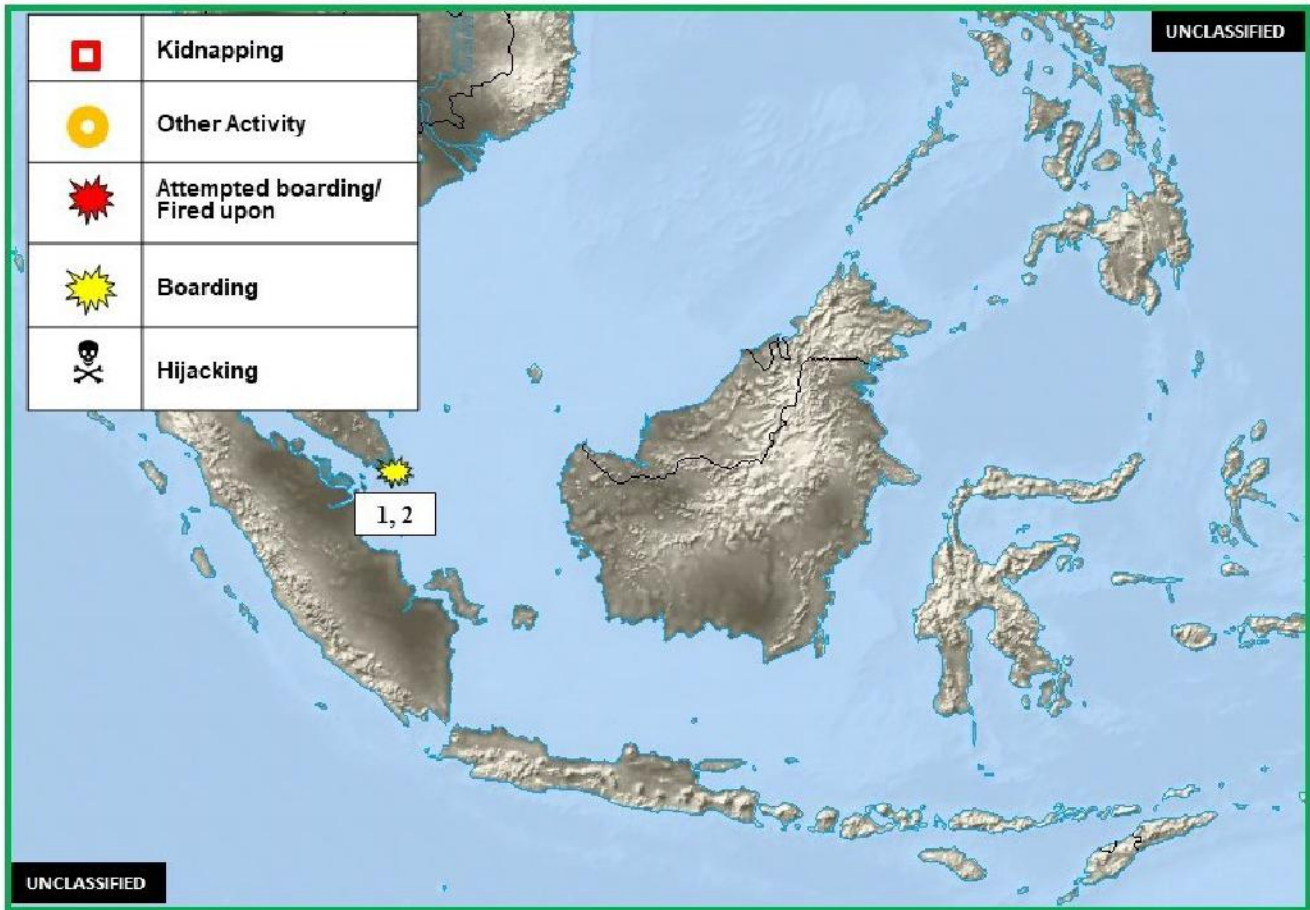 UNCLASSIFIED
Kidnapping
Other Activity
Attempted boarding/
Fired upon
Boarding
Hijacking
1, 2
UNCLASSIFIED